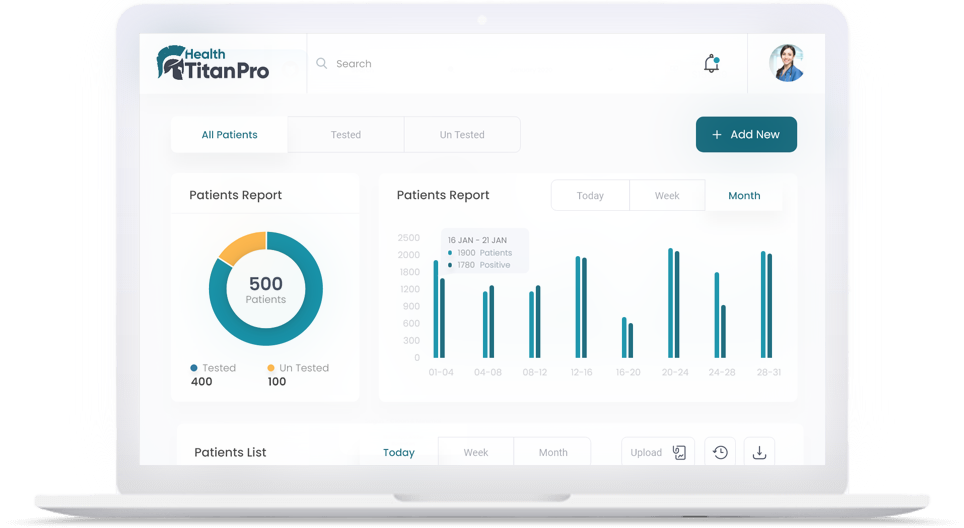 Health
TitanPro
Search
All Patients
Tested
Un Tested
+ Add New
Patients Report
500
Patients
Tested
400
Un Tested
100
Patients Report
Today
Week
Month
2500
2000
1800
1200
900
600
300
0
16 JAN - 21 JAN
1900 Patients
1780 Positive
01-04
04-08
08-12
12-16
16-20
20-24
24-28
28-31
Patients List
Today
Week
Month
Upload